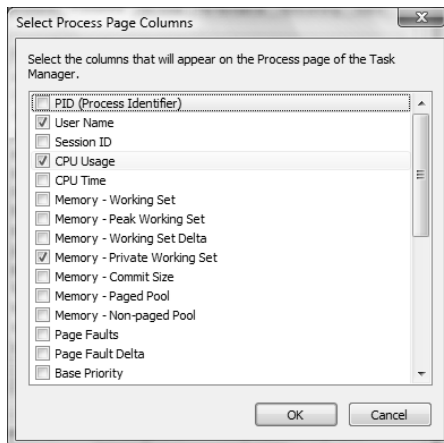 Select Process Page Columns
Select the columns that will appear on the Process page of the Task
Manager.
PID (Process Identifier)
User Name
Session ID
CPU Usage
CPU Time
Memory - Working Set
Memory - Peak Working Set
Memory - Working Set Delta
Memory - Private Working Set
Memory - Commit Size
Memory - Paged Pool
Memory - Non-paged Pool
Page Faults
Page Fault Delta
Base Priority
OK Cancel